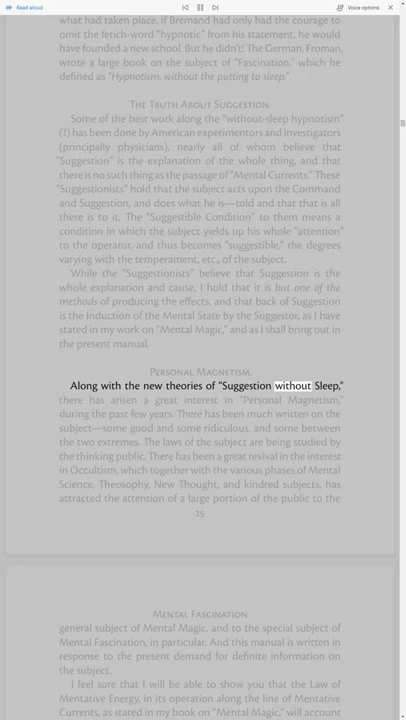 Read aloud
Voice options
what had taken place. If Bremand had only had the courage to
omit the fetch-word "hypnotic" from his statement, he would
have founded a new school. But he didn't! The German, Froman,
wrote a large book on the subject of "Fascination." which he
defined as "Hypnotism, without the putting to sleep."
The Truth About Suggestion.
Some of the best work along the "without-sleep hypnotism"
(?) has been done by American experimentors and investigators
(principally physicians), nearly all of whom believe that
"Suggestion" is the explanation of the whole thing, and that
there is no such thing as the passage of "Mental Currents." These
"Suggestionists" hold that the subject acts upon the Command
and Suggestion, and does what he is—told and that that is all
there is to it. The "Suggestible Condition" to them means a
condition in which the subject yields up his whole "attention"
to the operator, and thus becomes "suggestible," the degrees
varying with the temperament, etc., of the subject.
While the "Suggestionists" believe that Suggestion is the
whole explanation and cause, I hold that it is but one of the
methods of producing the effects, and that back of Suggestion
is the Induction of the Mental State by the Suggestor, as I have
stated in my work on "Mental Magic," and as I shall bring out in
the present manual.
Personal Magnetism.
Along with the new theories of "Suggestion without Sleep,"
there has arisen a great interest in "Personal Magnetism,"
during the past few years. There has been much written on the
subject—some good and some ridiculous, and some between
the two extremes. The laws of the subject are being studied by
the thinking public. There has been a great revival in the interest
in Occultism, which together with the various phases of Mental
Science, Theosophy, New Thought, and kindred subjects, has
attracted the attention of a large portion of the public to the
25
Mental Fascination
general subject of Mental Magic, and to the special subject of
Mental Fascination, in particular. And this manual is written in
response to the present demand for definite information on
the subject.
I feel sure that I will be able to show you that the Law of
Mentative Energy, in its operation along the line of Mentative
Currents, as stated in my book on "Mental Magic," will account